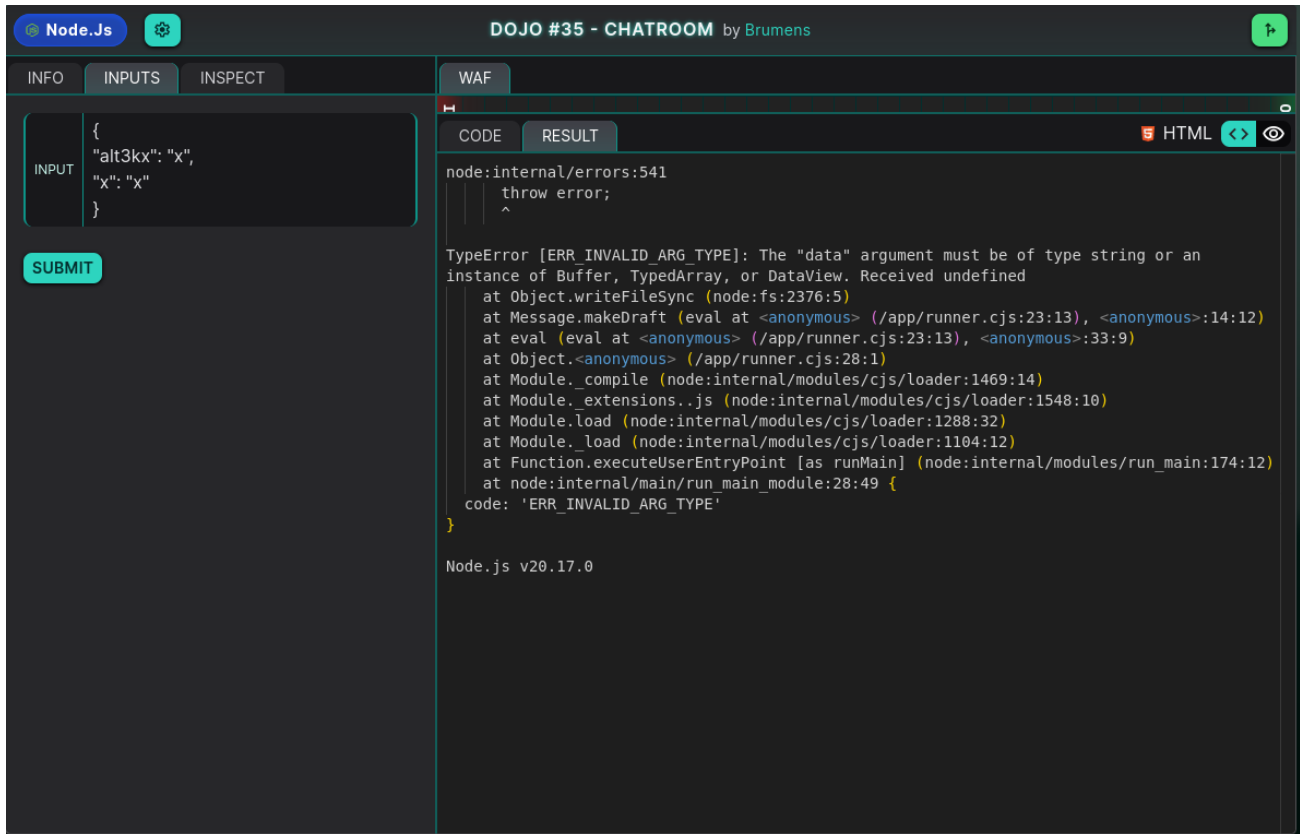 Node.Js
DOJO #35 - CHATROOM by Brumens
INFO INPUTS INSPECT
WAF
I O
CODE RESULT
HTML <>
INPUT
{
"alt3kx": "x",
"x": "x"
}
SUBMIT
node:internal/errors:541
throw error;
^
TypeError [ERR_INVALID_ARG_TYPE]: The "data" argument must be of type string or an
instance of Buffer, TypedArray, or DataView. Received undefined
at Object.writeFileSync (node:fs:2376:5)
at Message.makeDraft (eval at <anonymous> (/app/runner.cjs:23:13), <anonymous>:14:12)
at eval (eval at <anonymous> (/app/runner.cjs:23:13), <anonymous>:33:9)
at Object.<anonymous> (/app/runner.cjs:28:1)
at Module._compile (node:internal/modules/cjs/loader:1469:14)
at Module._extensions..js (node:internal/modules/cjs/loader:1548:10)
at Module.load (node:internal/modules/cjs/loader:1288:32)
at Module._load (node:internal/modules/cjs/loader:1104:12)
at Function.executeUserEntryPoint [as runMain] (node:internal/modules/run_main:174:12)
at node:internal/main/run_main_module:28:49 {
code: 'ERR_INVALID_ARG_TYPE'
}
Node.js v20.17.0